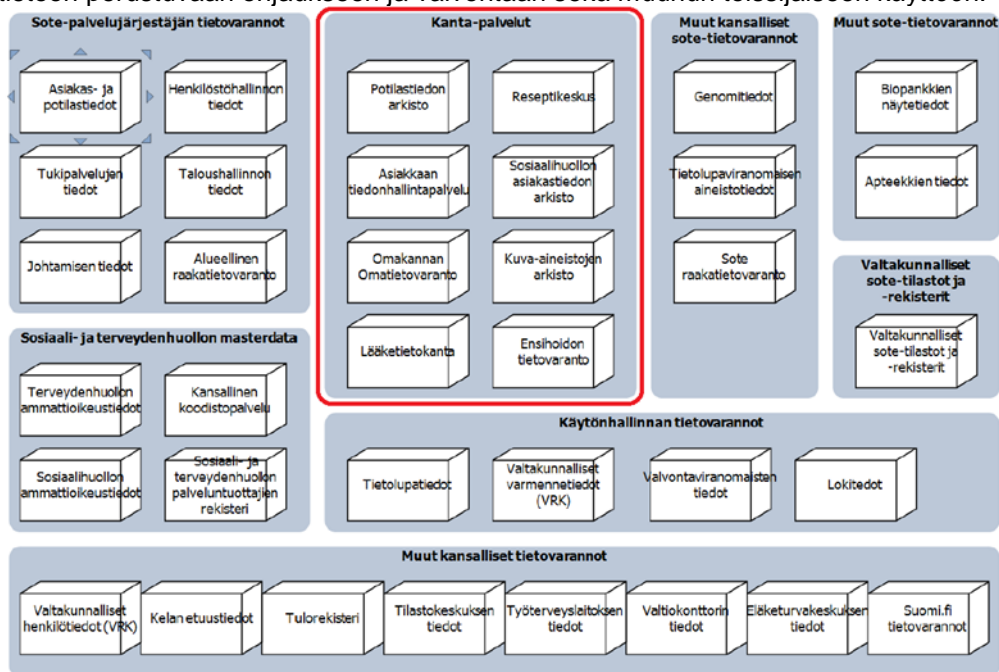 Sote-palvelujärjestäjän tietovarannot
Asiakas- ja
potilastiedot
Henkilöstöhallinnon
tiedot
Tukipalvelujen
tiedot
Taloushallinnon
tiedot
Johtamisen tiedot
Alueellinen
raakatietovaranto
Kanta-palvelut
Potilastiedon
arkisto
Reseptikeskus
Asiakkaan
tiedonhallintapalvelu
Sosiaalihuollon
asiakastiedon
arkisto
Omakannan
Omatietovaranto
Kuva-aineistojen
arkisto
Lääketietokanta
Ensihoidon
tietovaranto
Muut kansalliset
sote-tietovarannot
Genomitiedot
Tietolupaviranomaisen
aineistotiedot
Sote
raakatietovaranto
Muut sote-tietovarannot
Biopankkien
näytetiedot
Apteekkien tiedot
Valtakunnalliset
sote-tilastot ja
-rekisterit
Valtakunnalliset
sote-tilastot ja
-rekisterit
Sosiaali- ja terveydenhuollon masterdata
Terveydenhuollon
ammattioikeustiedot
Kansallinen
koodistopalvelu
Sosiaalihuollon
ammattioikeustiedot
Sosiaali- ja
terveydenhuollon
palveluntuottajien
rekisteri
Käytönhallinnan tietovarannot
Tietolupatiedot
Valtakunnalliset
varmennetiedot
(VRK)
Valvontaviranomaisten
tiedot
Lokitedot
Muut kansalliset tietovarannot
Valtakunnalliset
henkilötiedot (VRK)
Kelan etuustiedot
Tulorekisteri
Tilastokeskuksen
tiedot
Työterveyslaitoksen
tiedot
Valtiokonttorin
tiedot
Eläketurvakeskuksen
tiedot
Suomi.fi
tietovarannot